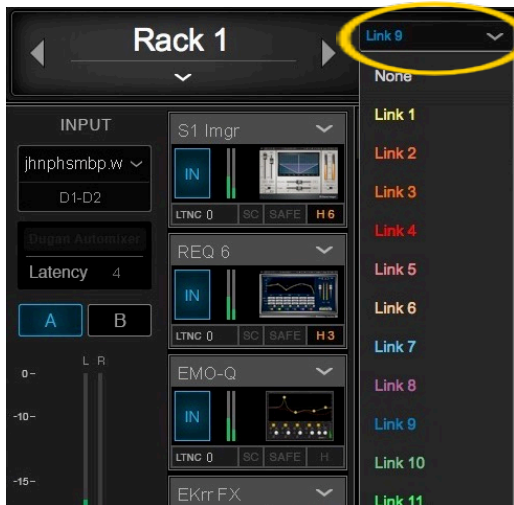 Rack 1
Link 9
None
Link 1
Link 2
Link 3
Link 4
Link 5
Link 6
Link 7
Link 8
Link 9
Link 10
Link 11
INPUT
jhnphsmbp.w
D1-D2
Dugan Automixer
Latency 4
A B
L R
0-
-10-
-15-
S1 Imgr
IN
LTNC 0 SC SAFE H6
REQ 6
IN
LTNC 0 SC SAFE H3
EMO-Q
IN
LTNC 0 SC SAFE H
EKrr FX